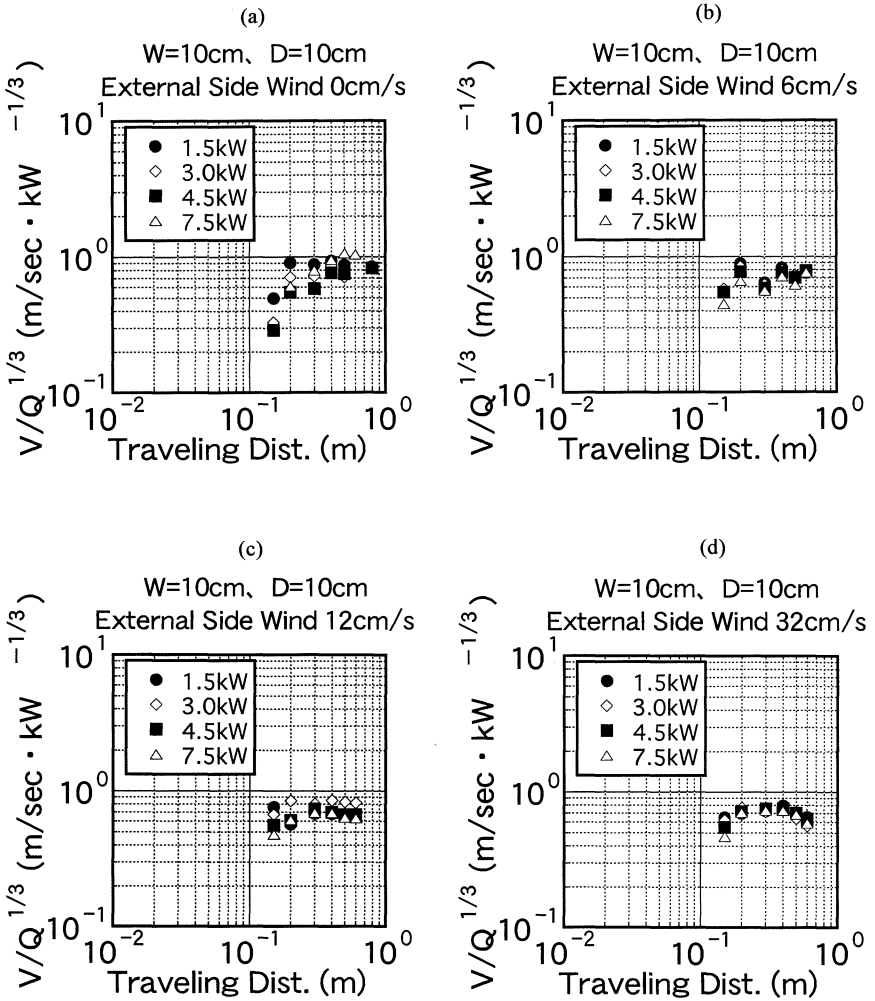 (a)
W=10cm、D=10cm
External Side Wind 0cm/s
V/Q^1/3 (m/sec・kW^-1/3)
10^1
10^0
10^-1
1.5kW
3.0kW
4.5kW
7.5kW
10^-2 10^-1 10^0
Traveling Dist. (m)
(b)
W=10cm、D=10cm
External Side Wind 6cm/s
V/Q^1/3 (m/sec・kW^-1/3)
10^1
10^0
10^-1
1.5kW
3.0kW
4.5kW
7.5kW
10^-2 10^-1 10^0
Traveling Dist. (m)
(c)
W=10cm、D=10cm
External Side Wind 12cm/s
V/Q^1/3 (m/sec・kW^-1/3)
10^1
10^0
10^-1
1.5kW
3.0kW
4.5kW
7.5kW
10^-2 10^-1 10^0
Traveling Dist. (m)
(d)
W=10cm、D=10cm
External Side Wind 32cm/s
V/Q^1/3 (m/sec・kW^-1/3)
10^1
10^0
10^-1
1.5kW
3.0kW
4.5kW
7.5kW
10^-2 10^-1 10^0
Traveling Dist. (m)